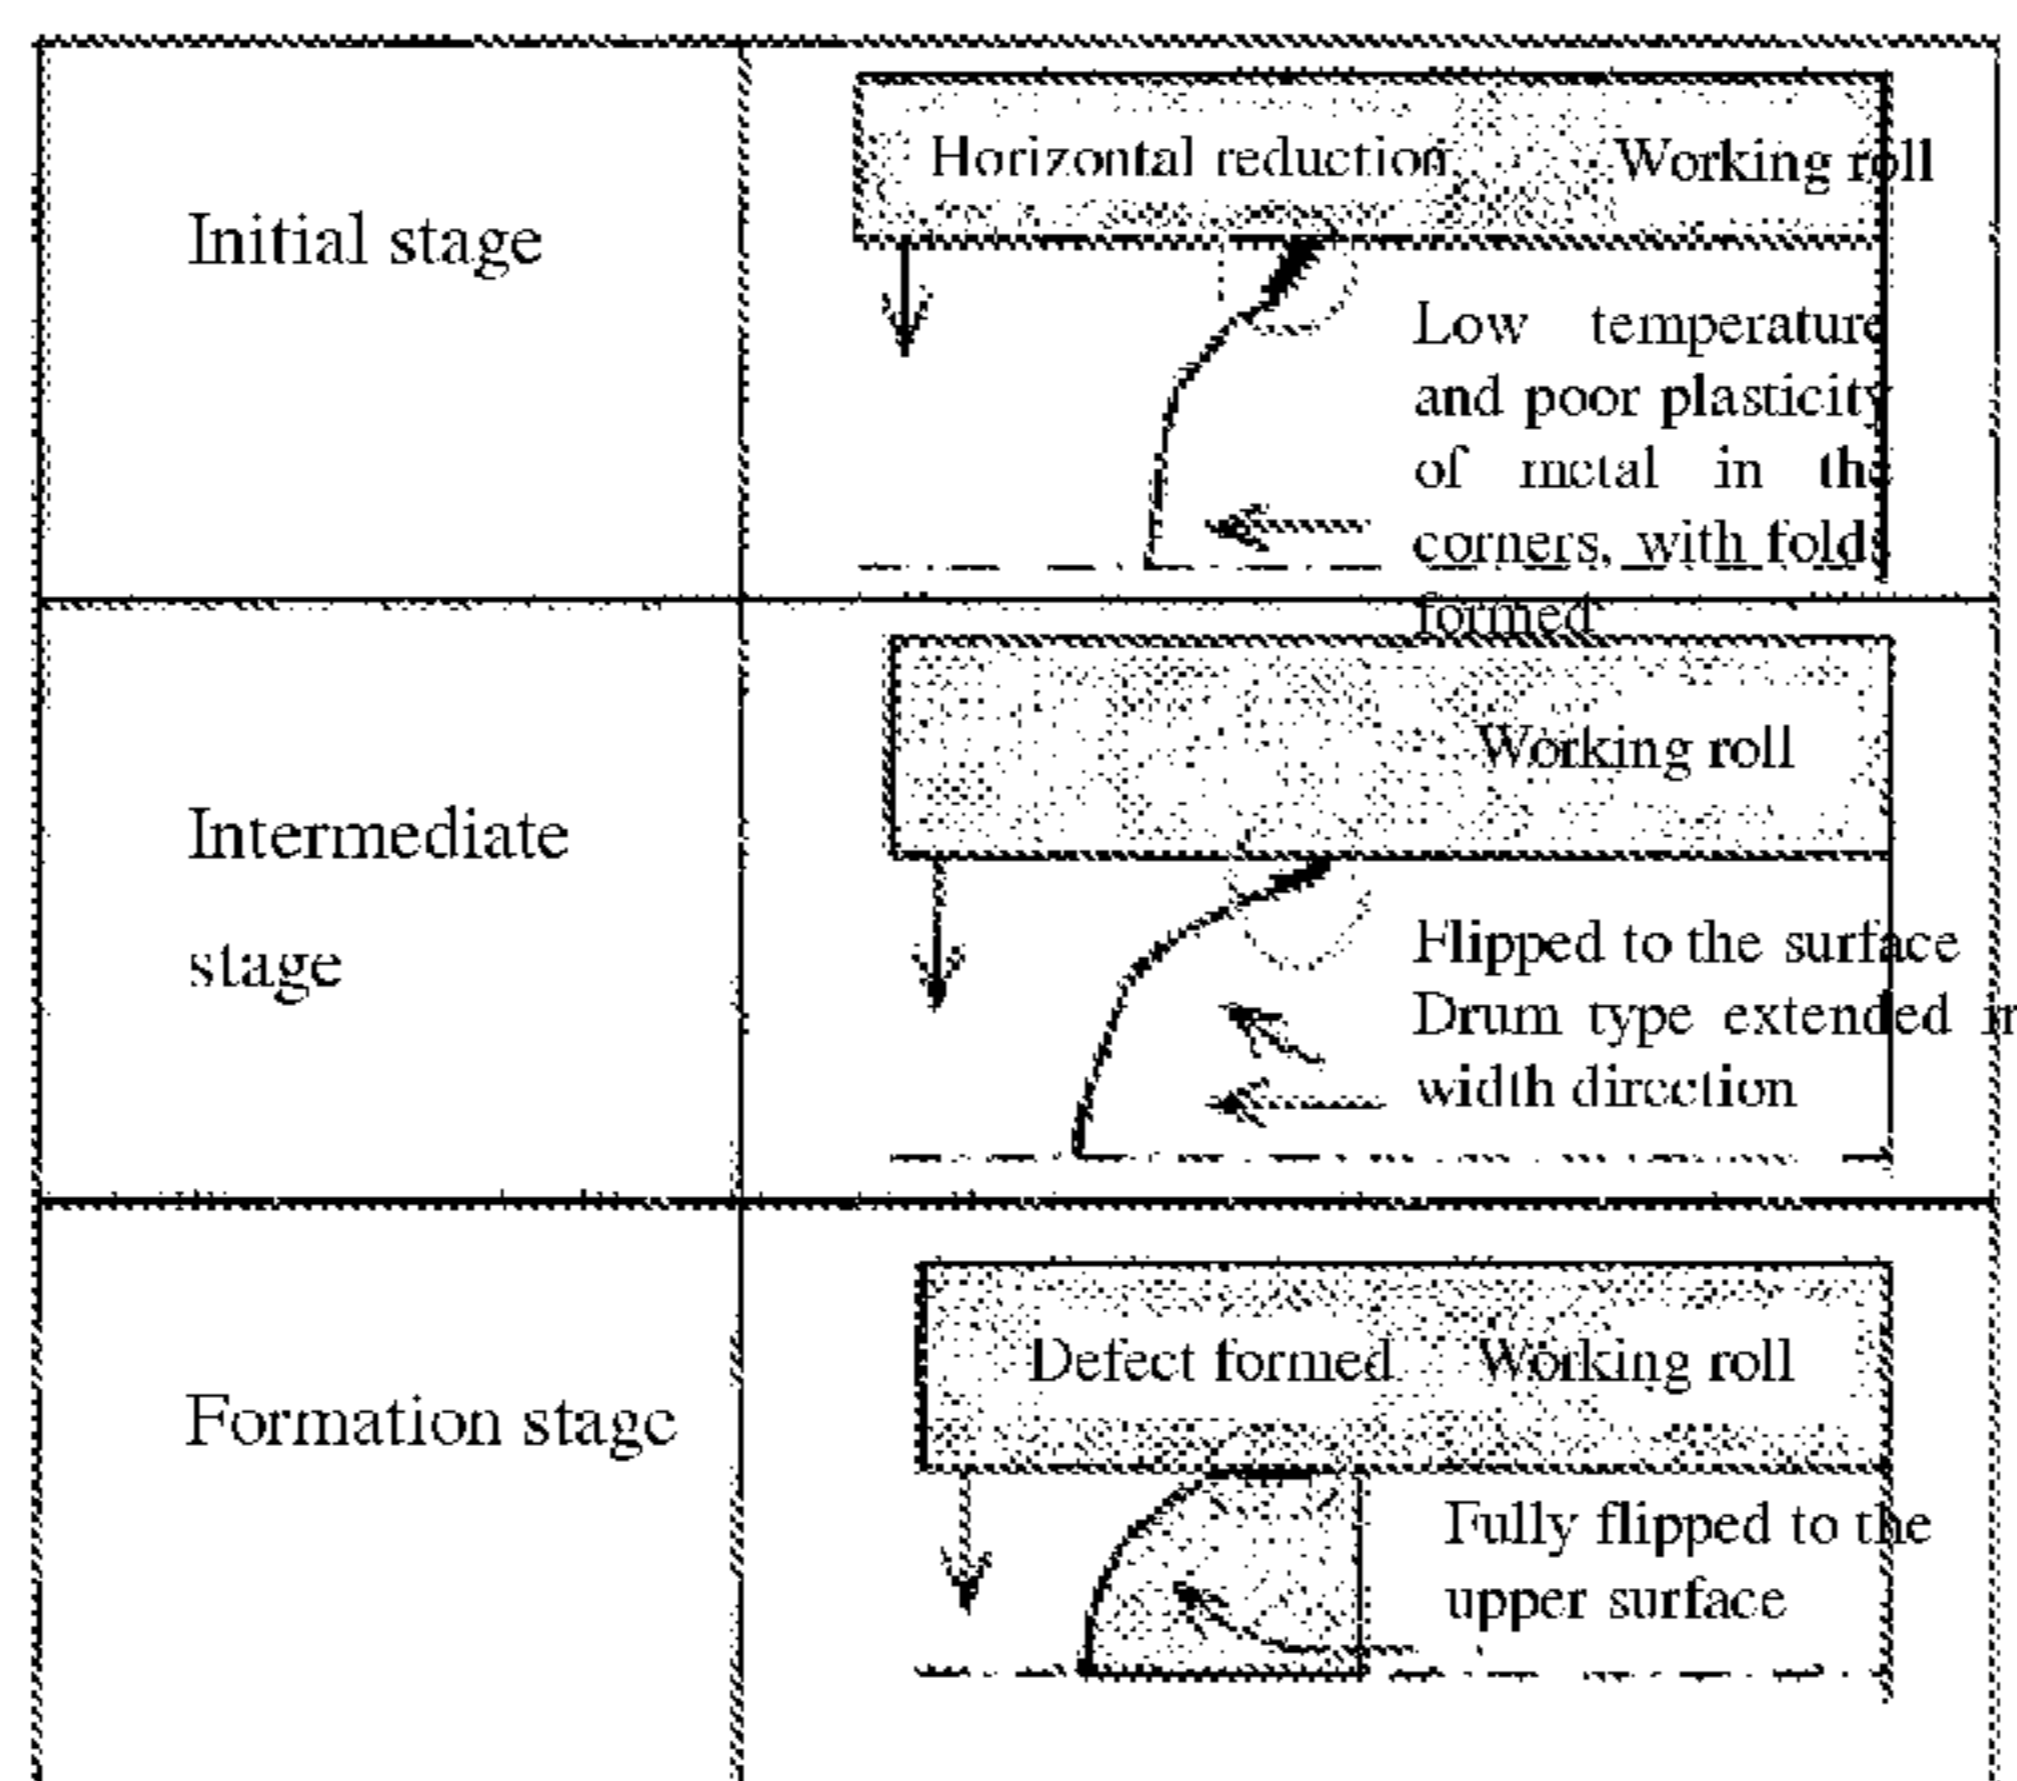 Initial stage
Horizontal reduction
Working roll
Low temperature
and poor plasticity
of metal in the
corners, with folds
formed
Intermediate
stage
Working roll
Flipped to the surface
Drum type extended in
width direction
Formation stage
Defect formed
Working roll
Fully flipped to the
upper surface